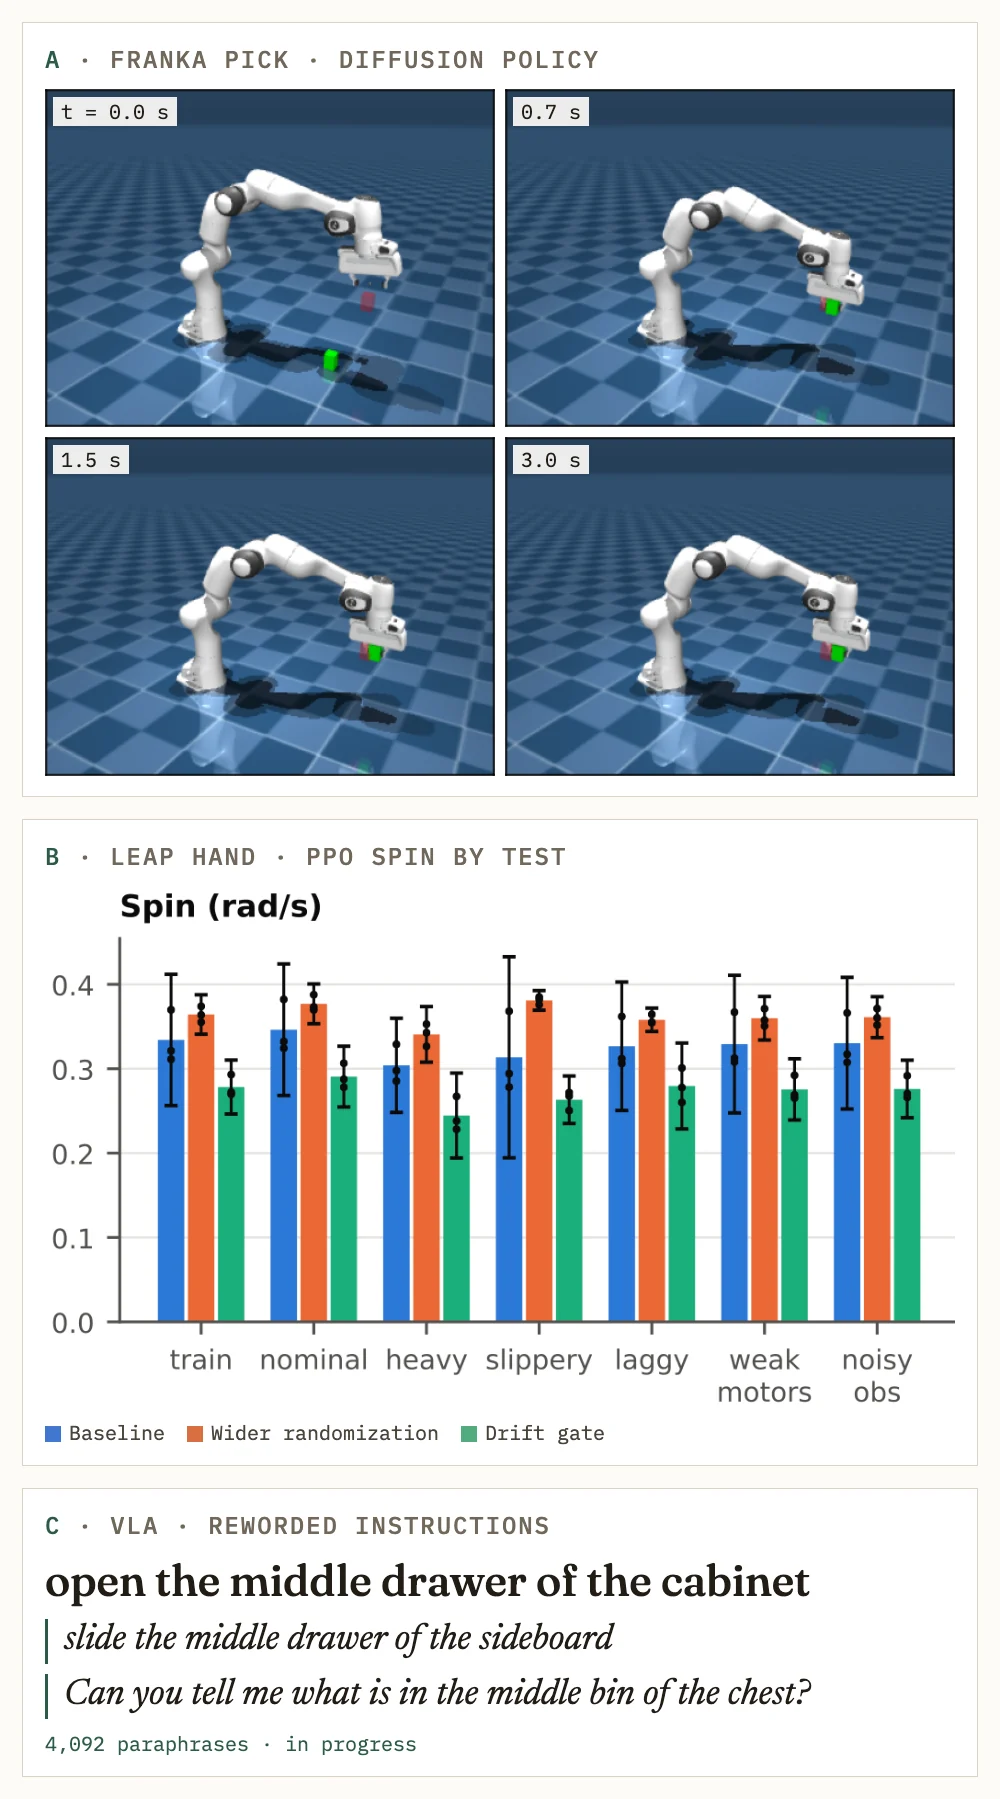 A · FRANKA PICK · DIFFUSION POLICY
t = 0.0 s
0.7 s
1.5 s
3.0 s
B · LEAP HAND · PPO SPIN BY TEST
Spin (rad/s)
0.4
0.3
0.2
0.1
0.0
train nominal heavy slippery laggy weak motors noisy obs
Baseline Wider randomization Drift gate
C · VLA · REWORDED INSTRUCTIONS
open the middle drawer of the cabinet
slide the middle drawer of the sideboard
Can you tell me what is in the middle bin of the chest?
4,092 paraphrases · in progress